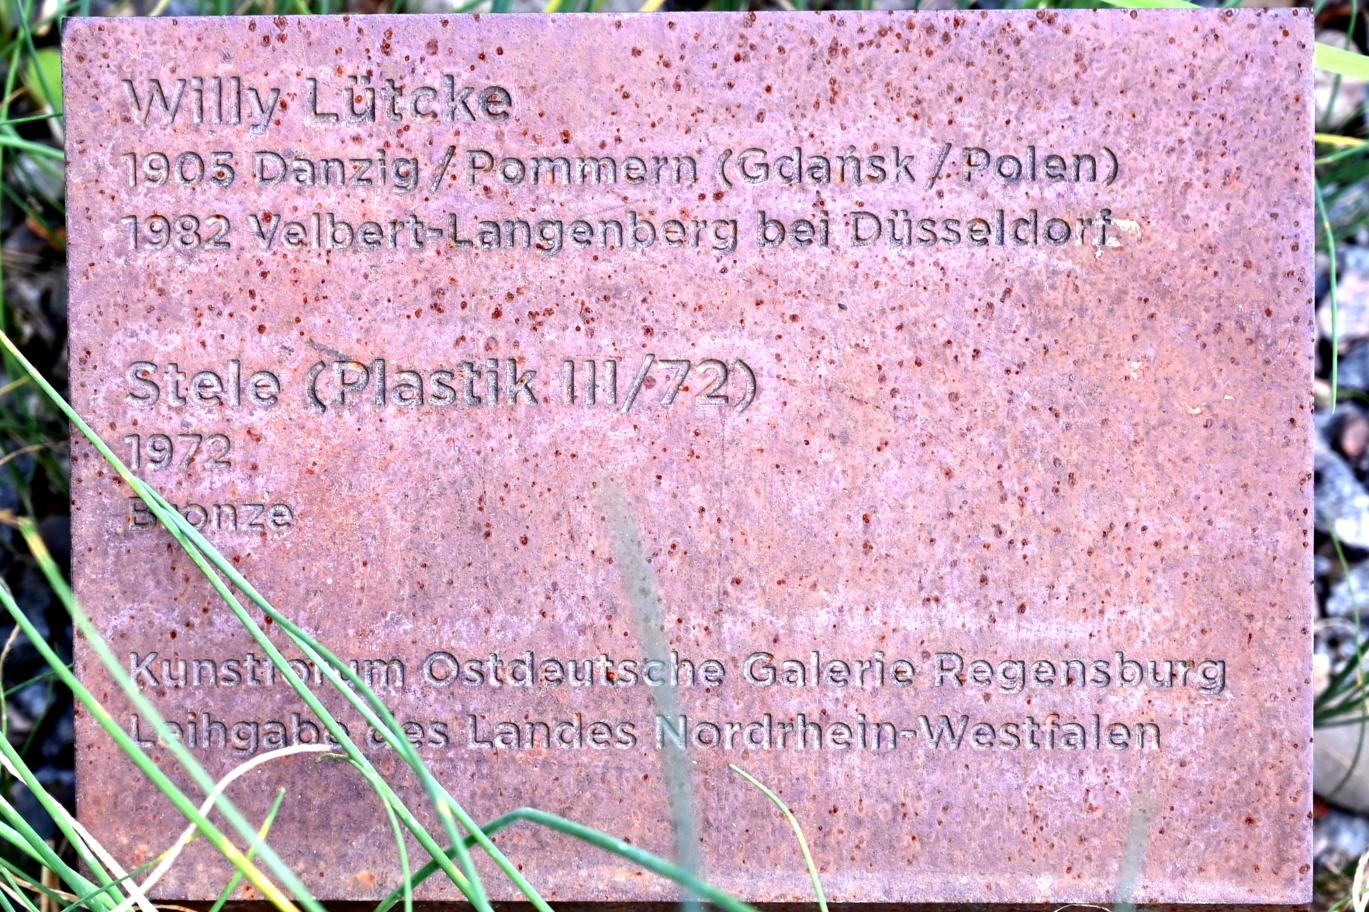 Willy Lütcke
1905 Danzig / Pommern (Gdańsk / Polen)
1982 Velbert-Langenberg bei Düsseldorf
Stele (Plastik III/72)
1972
Bronze
Kunstforum Ostdeutsche Galerie Regensburg
Leihgabe des Landes Nordrhein-Westfalen